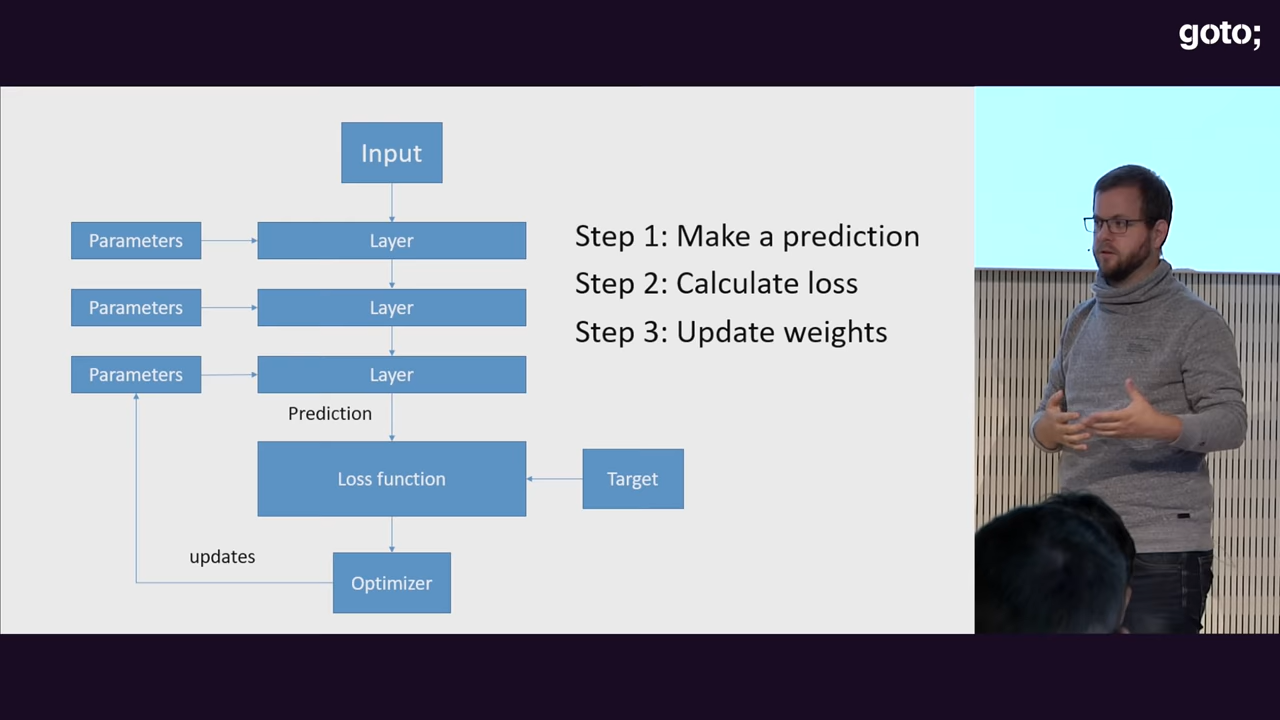 goto;
Input
Parameters
Layer
Parameters
Layer
Parameters
Layer
Prediction
Loss function
Target
updates
Optimizer
Step 1: Make a prediction
Step 2: Calculate loss
Step 3: Update weights